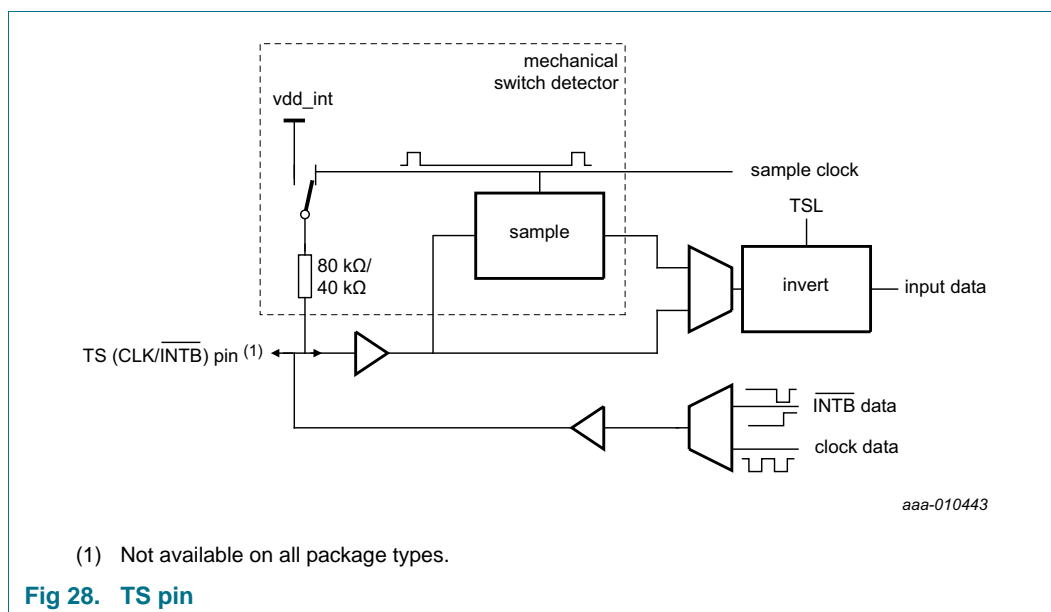 mechanical
switch detector
vdd_int
sample clock
TSL
sample
invert
input data
80 kΩ/
40 kΩ
TS (CLK/INTB) pin (1)
INTB data
clock data
aaa-010443
(1) Not available on all package types.
Fig 28. TS pin